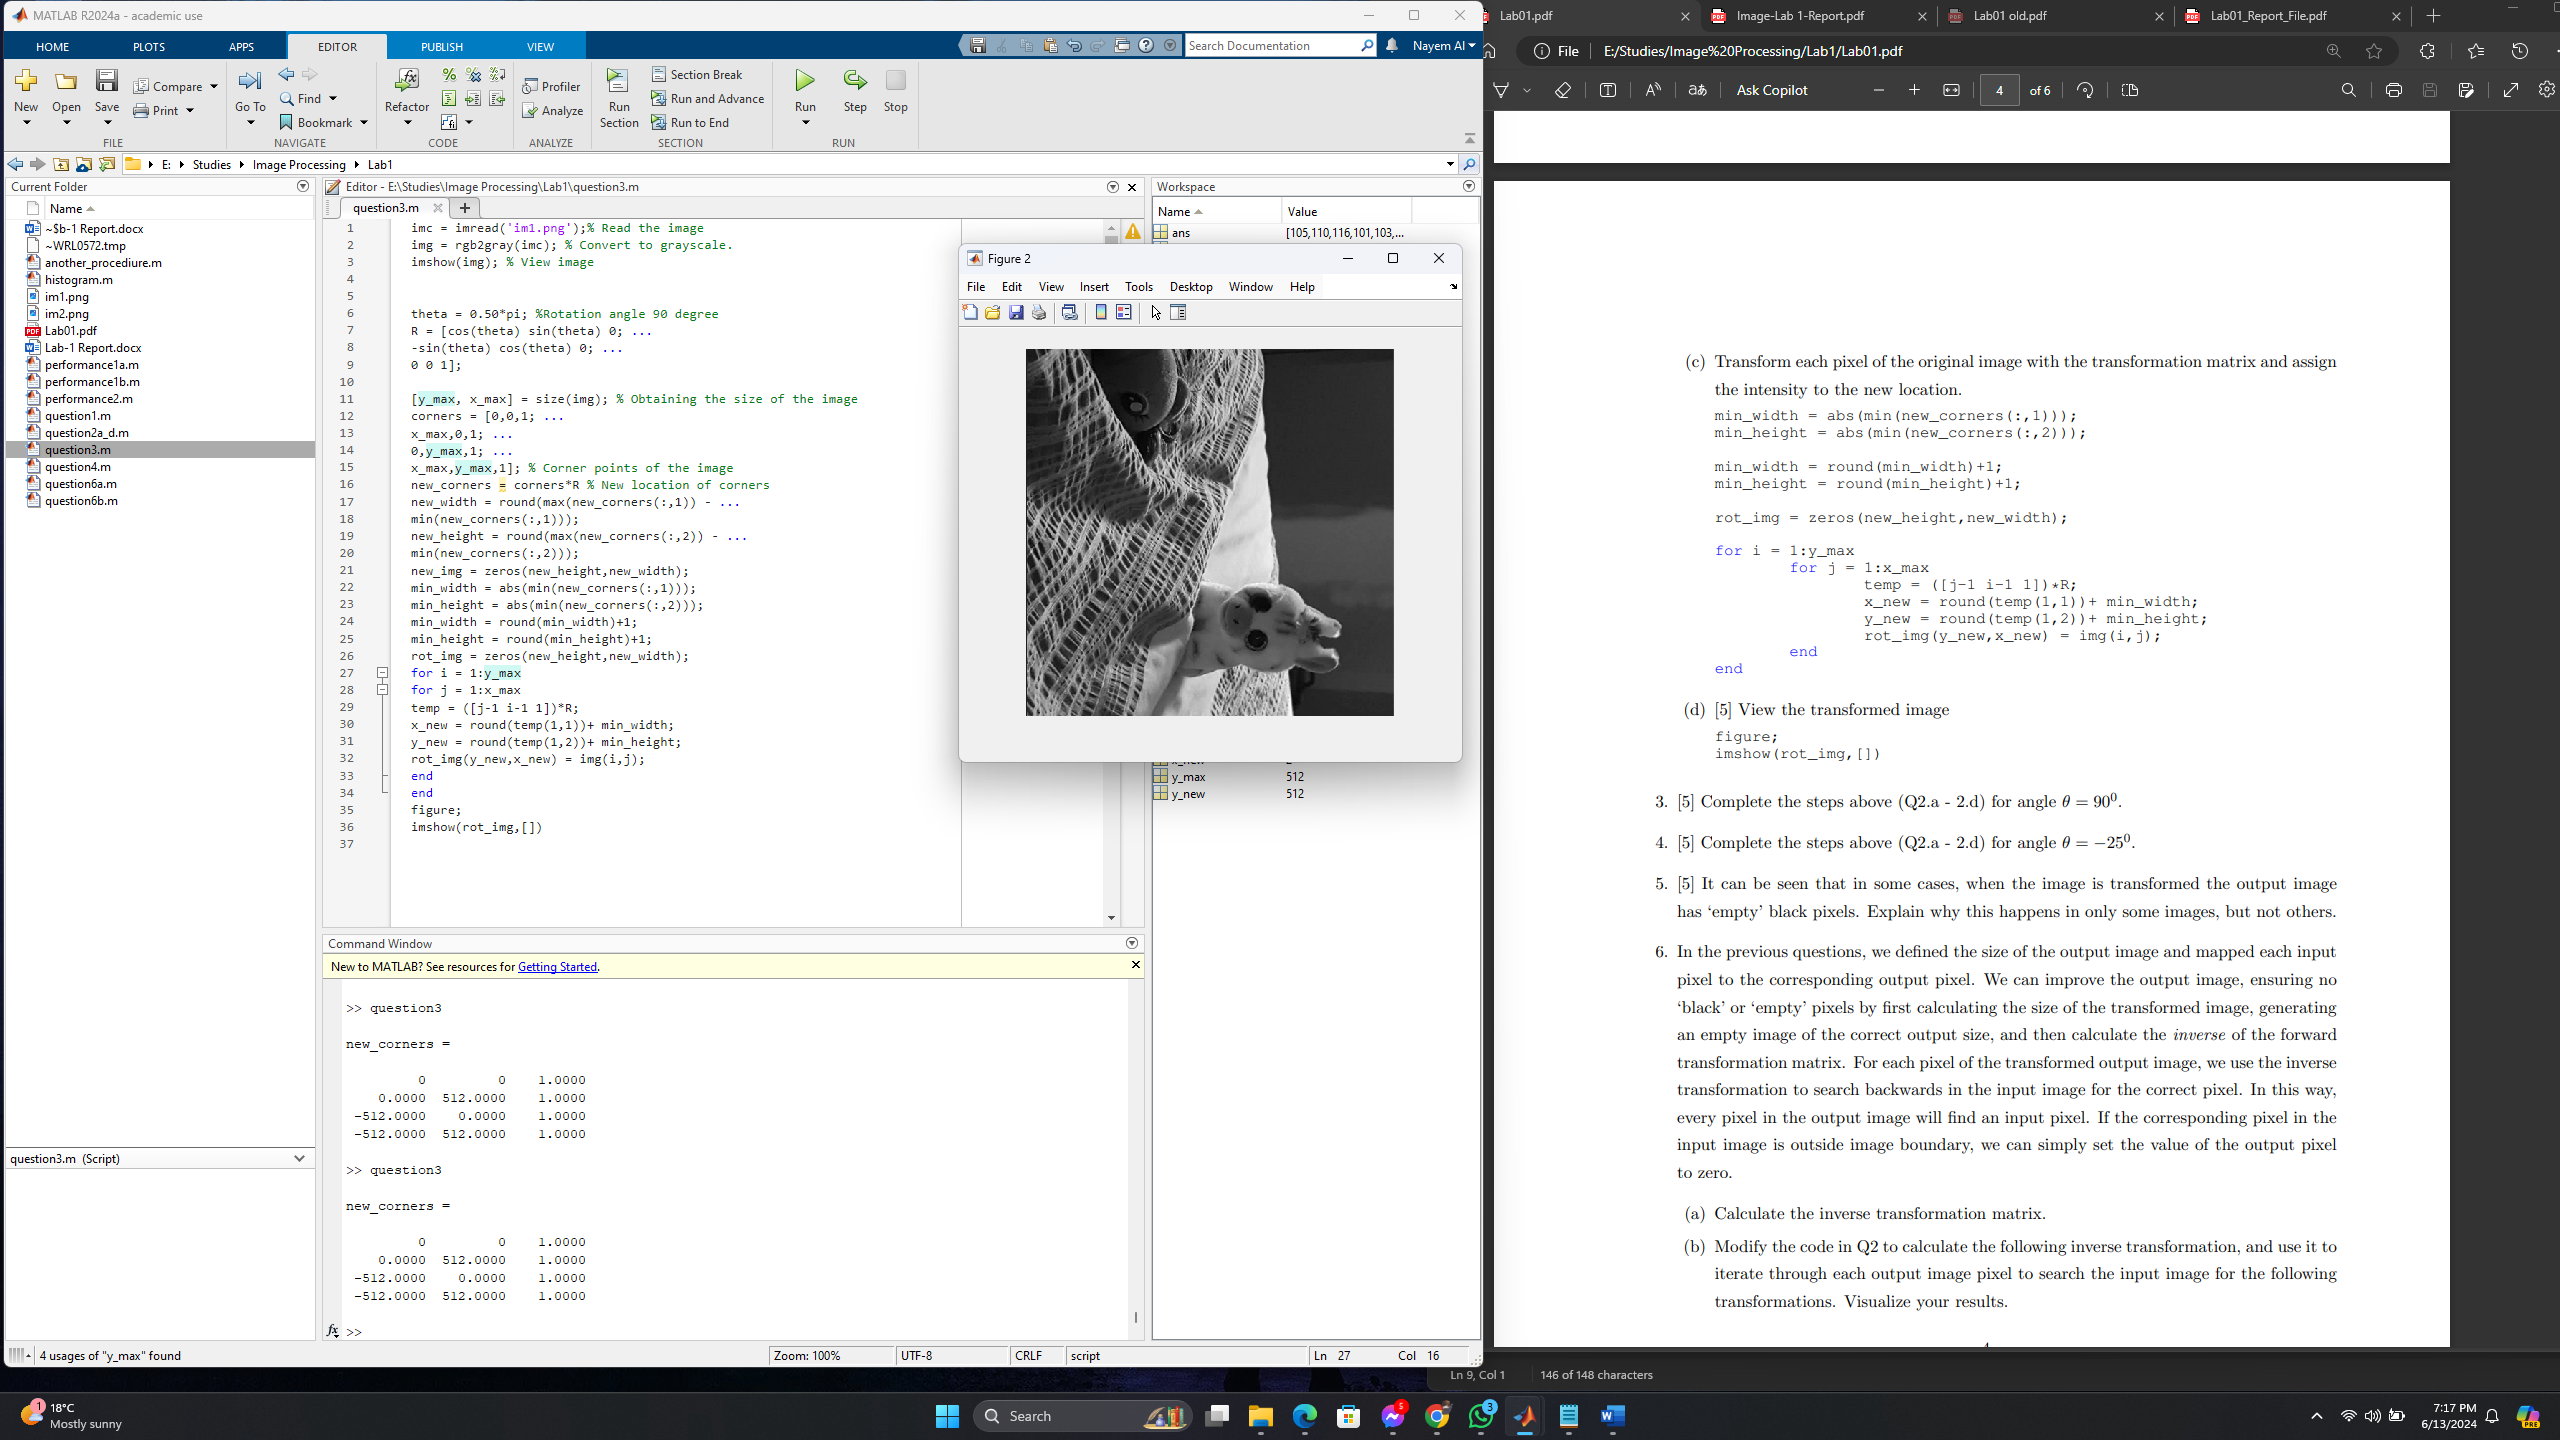 MATLAB R2024a - academic use
HOME PLOTS APPS EDITOR PUBLISH VIEW
Search Documentation
Nayem Al
New Open Save Compare Print
FILE
Go To Find Bookmark
NAVIGATE
Refactor
CODE
Profiler
Analyze
ANALYZE
Run Section
Section Break
Run and Advance
Run to End
SECTION
Run Step Stop
RUN
E: Studies Image Processing Lab1
Current Folder
Name
~$b-1 Report.docx
~WRL0572.tmp
another_procediure.m
histogram.m
im1.png
im2.png
Lab01.pdf
Lab-1 Report.docx
performance1a.m
performance1b.m
performance2.m
question1.m
question2a_d.m
question3.m
question4.m
question6a.m
question6b.m
question3.m (Script)
4 usages of "y_max" found
Editor - E:\Studies\Image Processing\Lab1\question3.m
question3.m
1 imc = imread('im1.png');% Read the image
2 img = rgb2gray(imc); % Convert to grayscale.
3 imshow(img); % View image
4
5
6 theta = 0.50*pi; %Rotation angle 90 degree
7 R = [cos(theta) sin(theta) 0; ...
8 -sin(theta) cos(theta) 0; ...
9 0 0 1];
10
11 [y_max, x_max] = size(img); % Obtaining the size of the image
12 corners = [0,0,1; ...
13 x_max,0,1; ...
14 0,y_max,1; ...
15 x_max,y_max,1]; % Corner points of the image
16 new_corners = corners*R % New location of corners
17 new_width = round(max(new_corners(:,1)) - ...
18 min(new_corners(:,1)));
19 new_height = round(max(new_corners(:,2)) - ...
20 min(new_corners(:,2)));
21 new_img = zeros(new_height,new_width);
22 min_width = abs(min(new_corners(:,1)));
23 min_height = abs(min(new_corners(:,2)));
24 min_width = round(min_width)+1;
25 min_height = round(min_height)+1;
26 rot_img = zeros(new_height,new_width);
27 for i = 1:y_max
28 for j = 1:x_max
29 temp = ([j-1 i-1 1])*R;
30 x_new = round(temp(1,1))+ min_width;
31 y_new = round(temp(1,2))+ min_height;
32 rot_img(y_new,x_new) = img(i,j);
33 end
34 end
35 figure;
36 imshow(rot_img,[])
37
Command Window
New to MATLAB? See resources for Getting Started.
>> question3
new_corners =
0 0 1.0000
0.0000 512.0000 1.0000
-512.0000 0.0000 1.0000
-512.0000 512.0000 1.0000
>> question3
new_corners =
0 0 1.0000
0.0000 512.0000 1.0000
-512.0000 0.0000 1.0000
-512.0000 512.0000 1.0000
fx >>
Zoom: 100% UTF-8 CRLF script Ln 27 Col 16
Workspace
Name Value
ans [105,110,116,101,103,...
Figure 2
File Edit View Insert Tools Desktop Window Help
y_max 512
y_new 512
Lab01.pdf Image-Lab 1-Report.pdf Lab01 old.pdf Lab01_Report_File.pdf
File E:/Studies/Image%20Processing/Lab1/Lab01.pdf
Ask Copilot 4 of 6
(c) Transform each pixel of the original image with the transformation matrix and assign
the intensity to the new location.
min_width = abs(min(new_corners(:,1)));
min_height = abs(min(new_corners(:,2)));
min_width = round(min_width)+1;
min_height = round(min_height)+1;
rot_img = zeros(new_height,new_width);
for i = 1:y_max
for j = 1:x_max
temp = ([j-1 i-1 1])*R;
x_new = round(temp(1,1))+ min_width;
y_new = round(temp(1,2))+ min_height;
rot_img(y_new,x_new) = img(i,j);
end
end
(d) [5] View the transformed image
figure;
imshow(rot_img,[])
3. [5] Complete the steps above (Q2.a - 2.d) for angle θ = 90⁰.
4. [5] Complete the steps above (Q2.a - 2.d) for angle θ = −25⁰.
5. [5] It can be seen that in some cases, when the image is transformed the output image
has ‘empty’ black pixels. Explain why this happens in only some images, but not others.
6. In the previous questions, we defined the size of the output image and mapped each input
pixel to the corresponding output pixel. We can improve the output image, ensuring no
‘black’ or ‘empty’ pixels by first calculating the size of the transformed image, generating
an empty image of the correct output size, and then calculate the inverse of the forward
transformation matrix. For each pixel of the transformed output image, we use the inverse
transformation to search backwards in the input image for the correct pixel. In this way,
every pixel in the output image will find an input pixel. If the corresponding pixel in the
input image is outside image boundary, we can simply set the value of the output pixel
to zero.
(a) Calculate the inverse transformation matrix.
(b) Modify the code in Q2 to calculate the following inverse transformation, and use it to
iterate through each output image pixel to search the input image for the following
transformations. Visualize your results.
Ln 9, Col 1 146 of 148 characters
1
18°C
Mostly sunny
Search
5
3
7:17 PM
6/13/2024